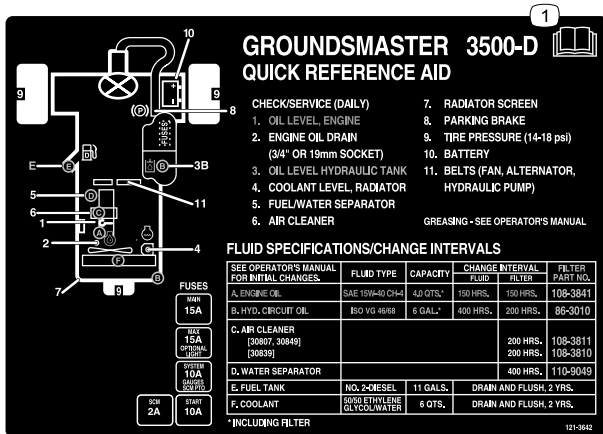 1
GROUNDSMASTER 3500-D
QUICK REFERENCE AID
CHECK/SERVICE (DAILY)
1. OIL LEVEL, ENGINE
2. ENGINE OIL DRAIN
(3/4" OR 19mm SOCKET)
3. OIL LEVEL HYDRAULIC TANK
4. COOLANT LEVEL, RADIATOR
5. FUEL/WATER SEPARATOR
6. AIR CLEANER
7. RADIATOR SCREEN
8. PARKING BRAKE
9. TIRE PRESSURE (14-18 psi)
10. BATTERY
11. BELTS (FAN, ALTERNATOR,
HYDRAULIC PUMP)
GREASING - SEE OPERATOR'S MANUAL
10
9
9
(P)
8
FUSES
E
E
D
B
3B
5
D
6
C
11
1
A
2
4
F
B
7
9
FUSES
MAIN
15A
MAX
15A
OPTIONAL
LIGHT
SYSTEM
10A
GAUGES
SCM PTO
SCM
2A
START
10A
FLUID SPECIFICATIONS/CHANGE INTERVALS
SEE OPERATOR'S MANUAL FLUID TYPE CAPACITY CHANGE INTERVAL FILTER
FOR INITIAL CHANGES. FLUID FILTER PART NO.
A. ENGINE OIL SAE 15W-40 CH-4 4.0 QTS.* 150 HRS. 150 HRS. 108-3841
B. HYD. CIRCUIT OIL ISO VG 46/68 6 GAL.* 400 HRS. 200 HRS. 86-3010
C. AIR CLEANER
[30807, 30849] 200 HRS. 108-3811
[30839] 200 HRS. 108-3810
D. WATER SEPARATOR 400 HRS. 110-9049
E. FUEL TANK NO. 2-DIESEL 11 GALS. DRAIN AND FLUSH, 2 YRS.
F. COOLANT 50/50 ETHYLENE GLYCOL/WATER 6 QTS. DRAIN AND FLUSH, 2 YRS.
*INCLUDING FILTER
121-3642